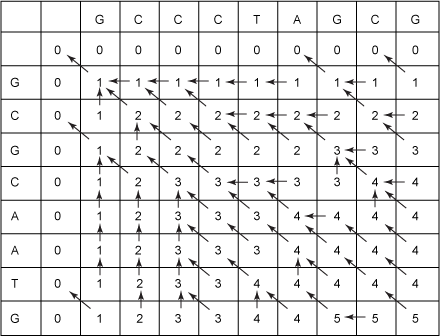 G C C C T A G C G
0 0 0 0 0 0 0 0 0 0
G 0 1 1 1 1 1 1 1 1 1
C 0 1 2 2 2 2 2 2 2 2
G 0 1 2 2 2 2 2 3 3 3
C 0 1 2 3 3 3 3 3 4 4
A 0 1 2 3 3 3 4 4 4 4
A 0 1 2 3 3 3 4 4 4 4
T 0 1 2 3 3 4 4 4 4 4
G 0 1 2 3 3 4 4 5 5 5